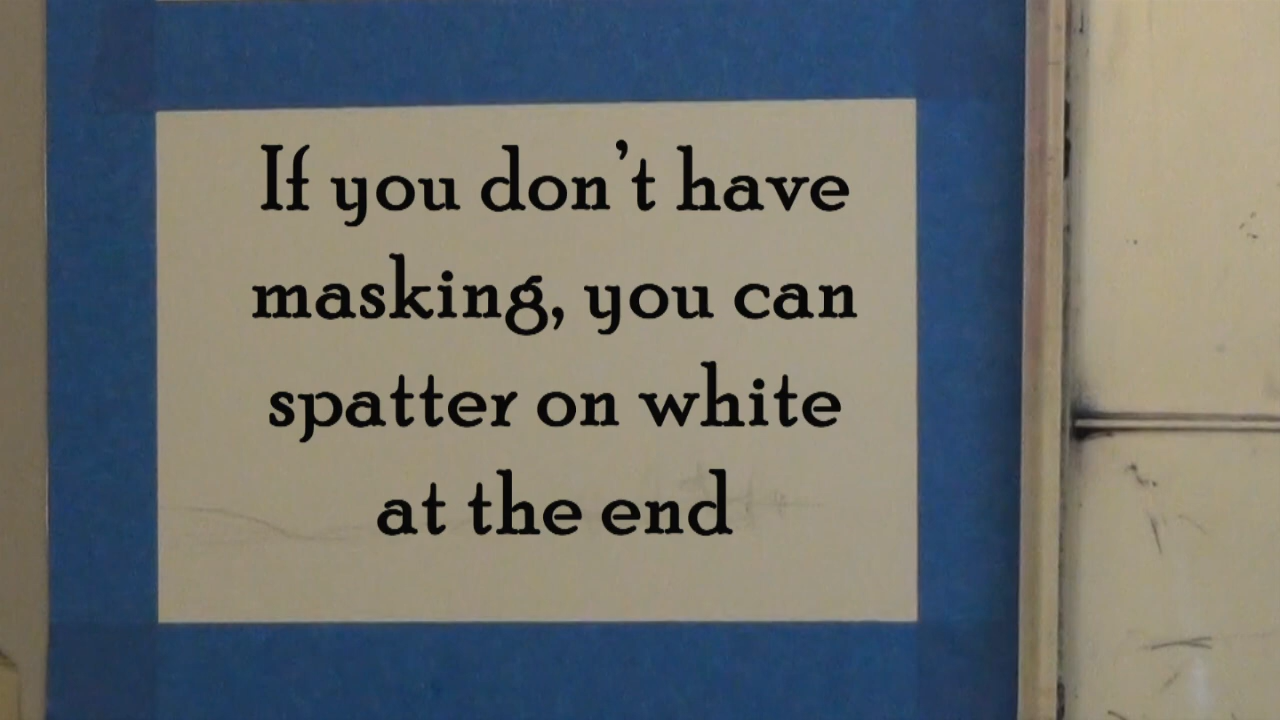 If you don't have
masking, you can
spatter on white
at the end